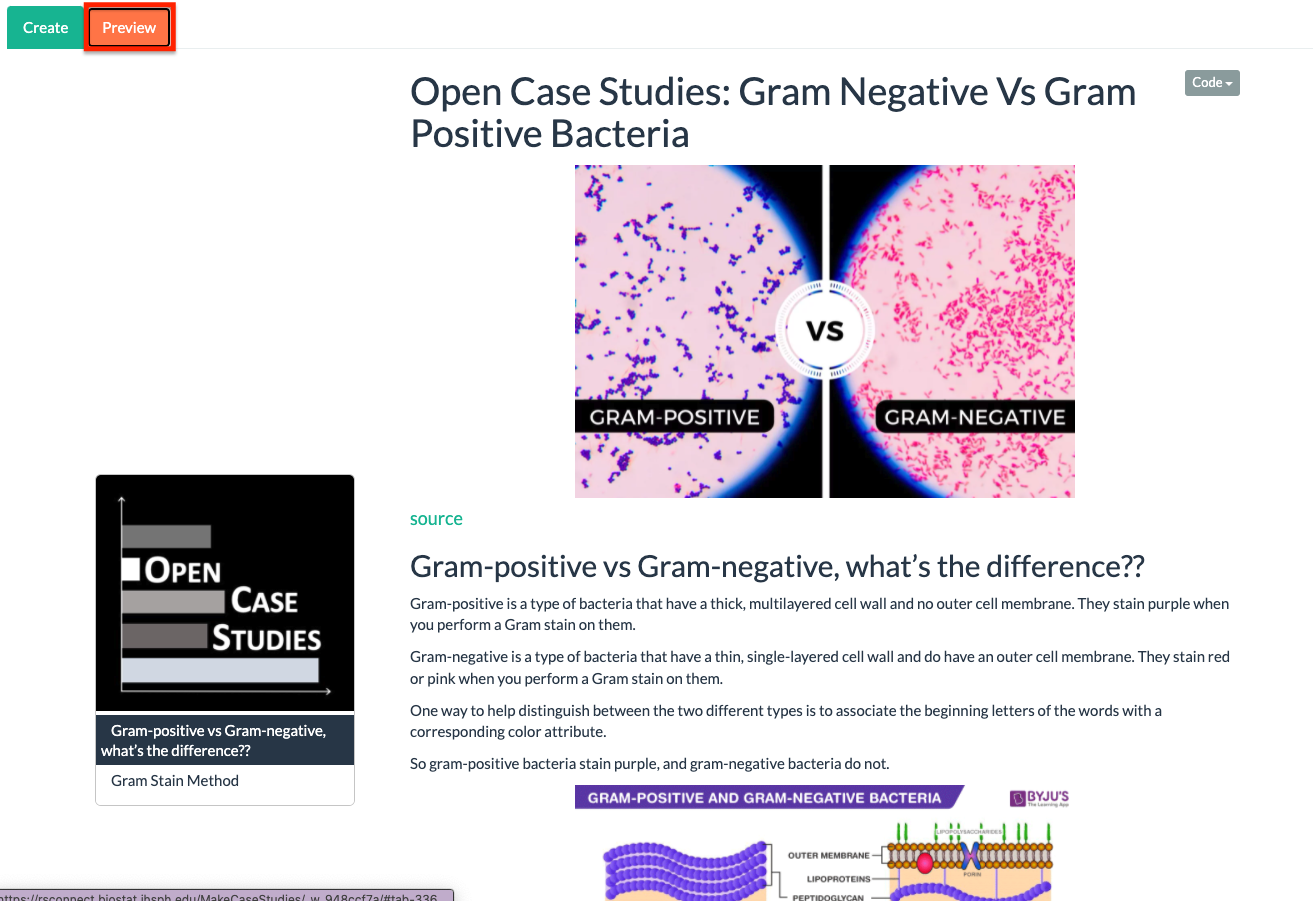 Create
Preview
Open Case Studies: Gram Negative Vs Gram
Positive Bacteria
Code
VS
GRAM-POSITIVE
GRAM-NEGATIVE
source
OPEN
CASE
STUDIES
Gram-positive vs Gram-negative,
what's the difference??
Gram Stain Method
Gram-positive vs Gram-negative, what's the difference??
Gram-positive is a type of bacteria that have a thick, multilayered cell wall and no outer cell membrane. They stain purple when
you perform a Gram stain on them.
Gram-negative is a type of bacteria that have a thin, single-layered cell wall and do have an outer cell membrane. They stain red
or pink when you perform a Gram stain on them.
One way to help distinguish between the two different types is to associate the beginning letters of the words with a
corresponding color attribute.
So gram-positive bacteria stain purple, and gram-negative bacteria do not.
GRAM-POSITIVE AND GRAM-NEGATIVE BACTERIA
BYJU'S
The Learning App
LIPOPOLYSACCHARIDES
OUTER MEMBRANE
PORIN
LIPOPROTEINS
PEPTIDOGLYCAN
https://rsconnect.biostat.jhsph.edu/MakeCaseStudies/_w_948ccf7a/#tab-336